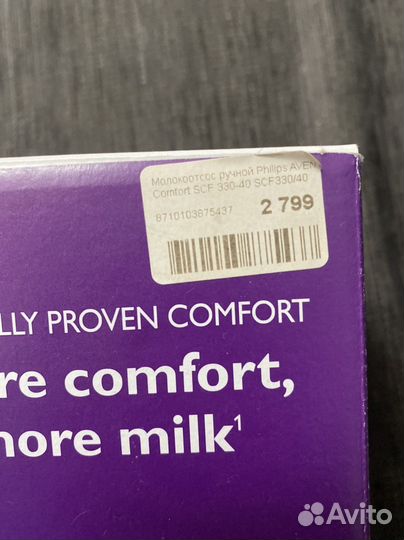 Молокоотсос ручной Philips AVEN
Comfort SCF 330-40 SCF330/40
8710103875437 2 799
LLY PROVEN COMFORT
re comfort,
nore milk¹
Avito